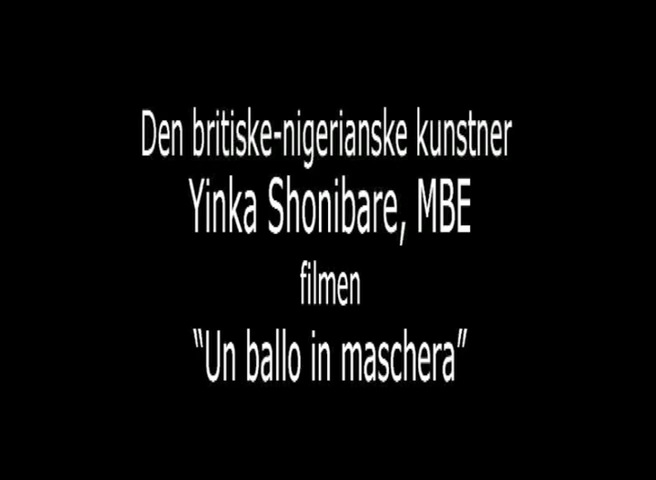 Den britiske-nigerianske kunstner
Yinka Shonibare, MBE
filmen
“Un ballo in maschera”